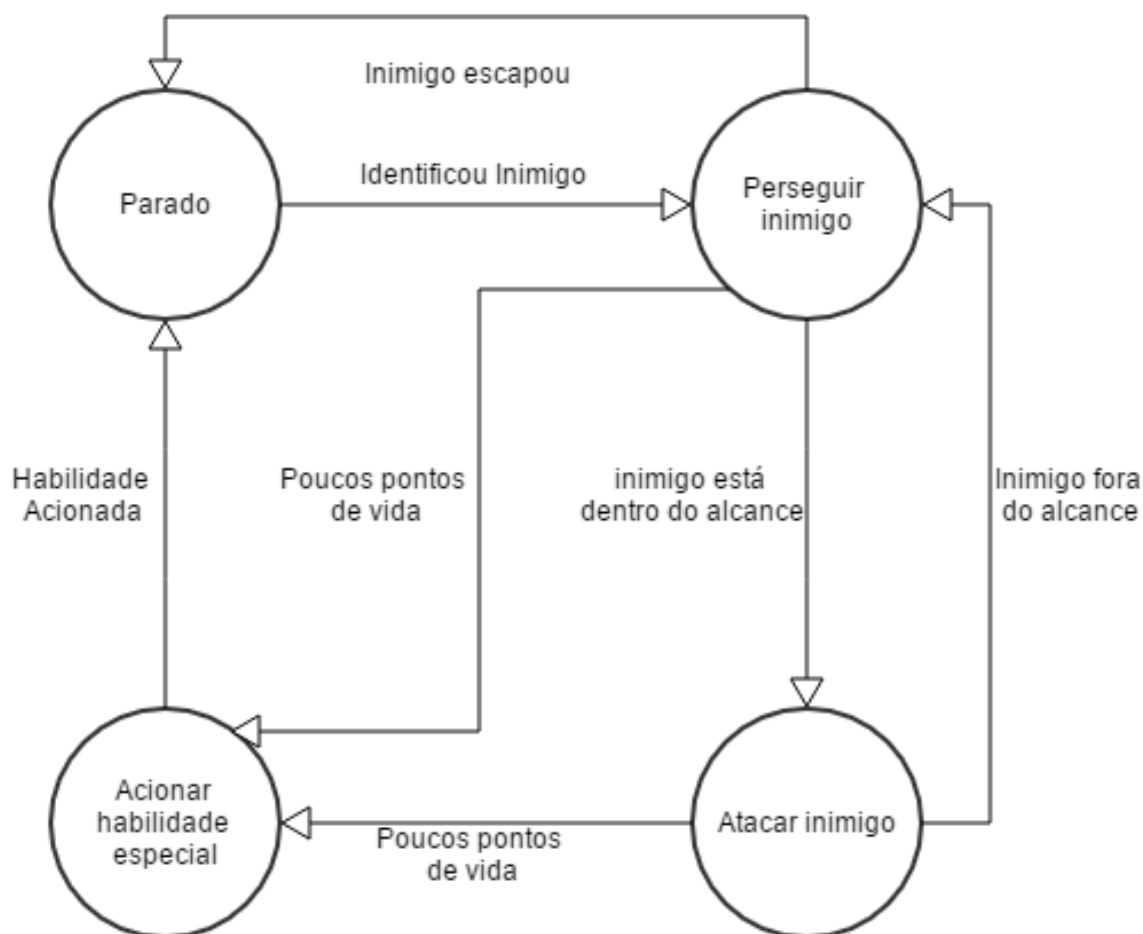 Inimigo escapou
Identificou Inimigo
Parado
Perseguir
inimigo
Habilidade
Acionada
Poucos pontos
de vida
inimigo está
dentro do alcance
Inimigo fora
do alcance
Acionar
habilidade
especial
Poucos pontos
de vida
Atacar inimigo